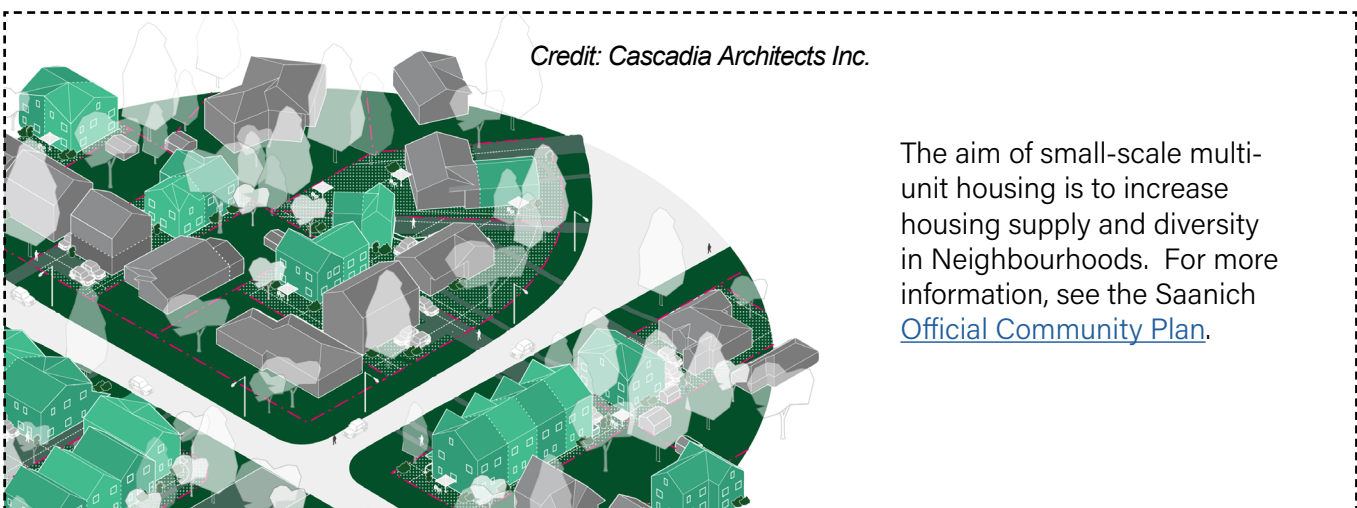 Credit: Cascadia Architects Inc.
The aim of small-scale multi-
unit housing is to increase
housing supply and diversity
in Neighbourhoods.  For more
information, see the Saanich
Official Community Plan.